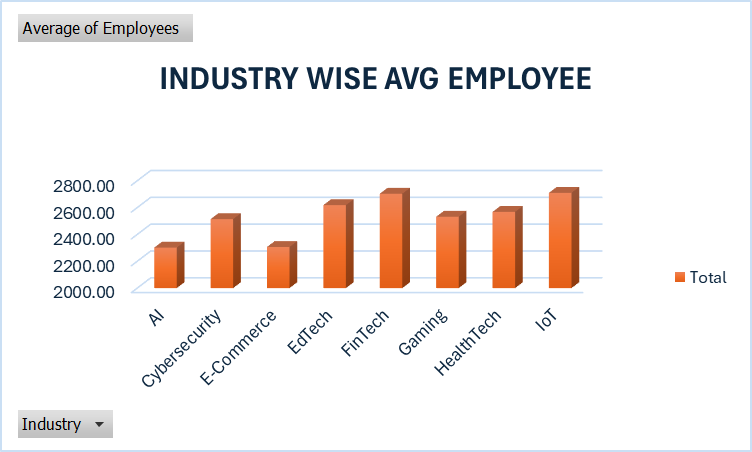 Average of Employees
INDUSTRY WISE AVG EMPLOYEE
2800.00
2600.00
2400.00
2200.00
2000.00
AI
Cybersecurity
E-Commerce
EdTech
FinTech
Gaming
HealthTech
IoT
Total
Industry